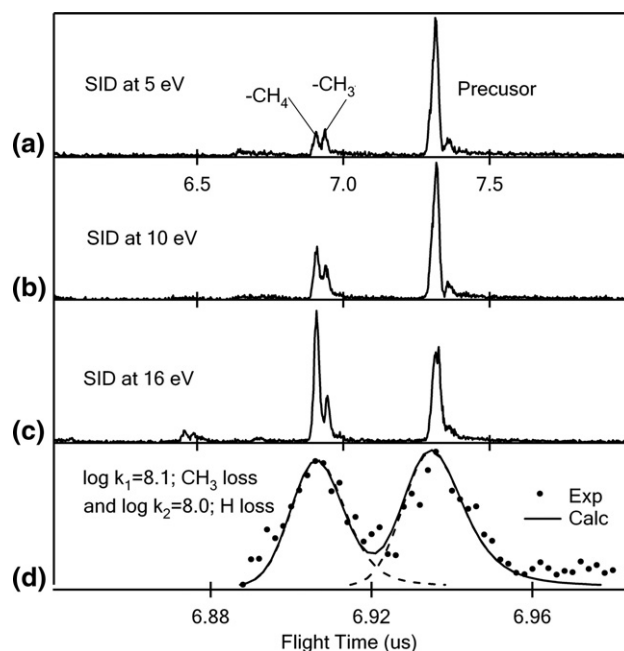 SID at 5 eV
-CH4
-CH3
Precusor
(a)
6.5
7.0
7.5
SID at 10 eV
(b)
SID at 16 eV
(c)
log k1=8.1; CH3 loss
and log k2=8.0; H loss
Exp
Calc
(d)
6.88
6.92
6.96
Flight Time (us)